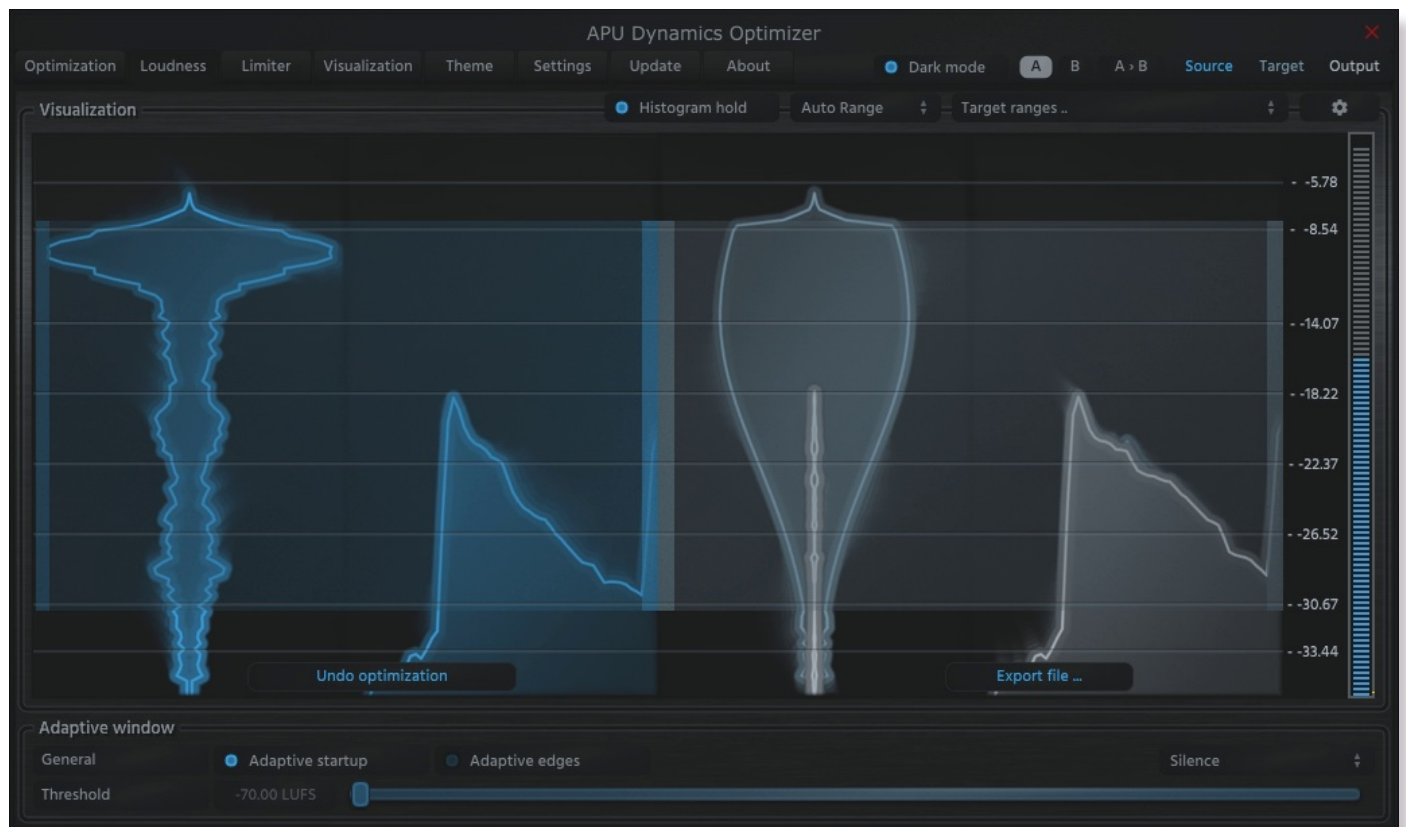 APU Dynamics Optimizer
Optimization Loudness Limiter Visualization Theme Settings Update About Dark mode A B A › B Source Target Output
Visualization Histogram hold Auto Range Target ranges ..
- -5.78
- -8.54
- -14.07
- -18.22
- -22.37
- -26.52
- -30.67
- -33.44
Undo optimization Export file ...
Adaptive window
General Adaptive startup Adaptive edges Silence
Threshold -70.00 LUFS